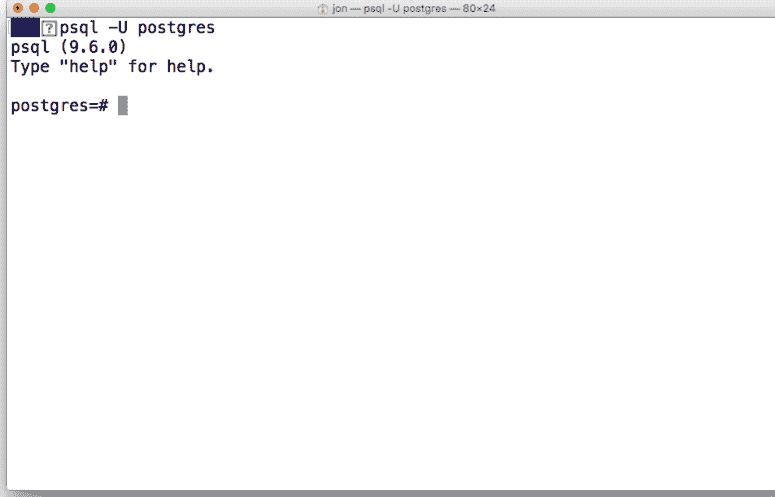 jon — psql -U postgres — 80×24
psql -U postgres
psql (9.6.0)
Type "help" for help.
postgres=#